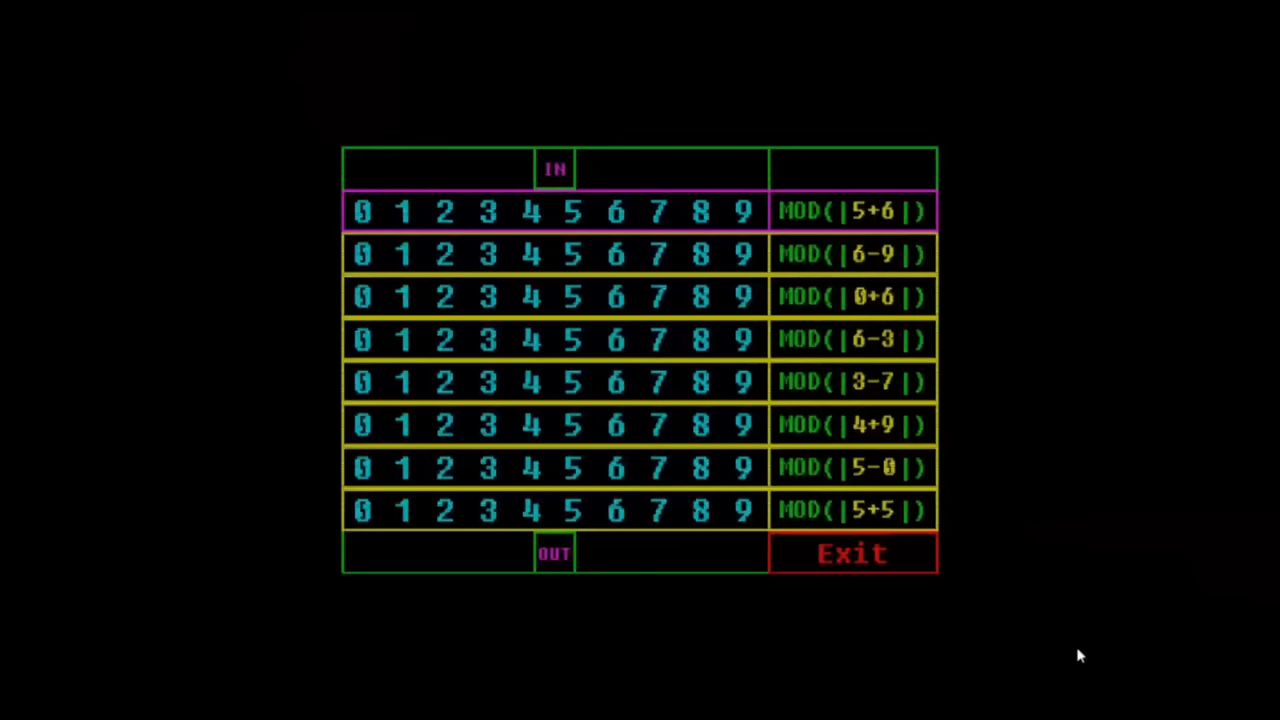 IN
0 1 2 3 4 5 6 7 8 9 MOD(|5+6|)
0 1 2 3 4 5 6 7 8 9 MOD(|6-9|)
0 1 2 3 4 5 6 7 8 9 MOD(|0+6|)
0 1 2 3 4 5 6 7 8 9 MOD(|6-3|)
0 1 2 3 4 5 6 7 8 9 MOD(|3-7|)
0 1 2 3 4 5 6 7 8 9 MOD(|4+9|)
0 1 2 3 4 5 6 7 8 9 MOD(|5-0|)
0 1 2 3 4 5 6 7 8 9 MOD(|5+5|)
OUT Exit